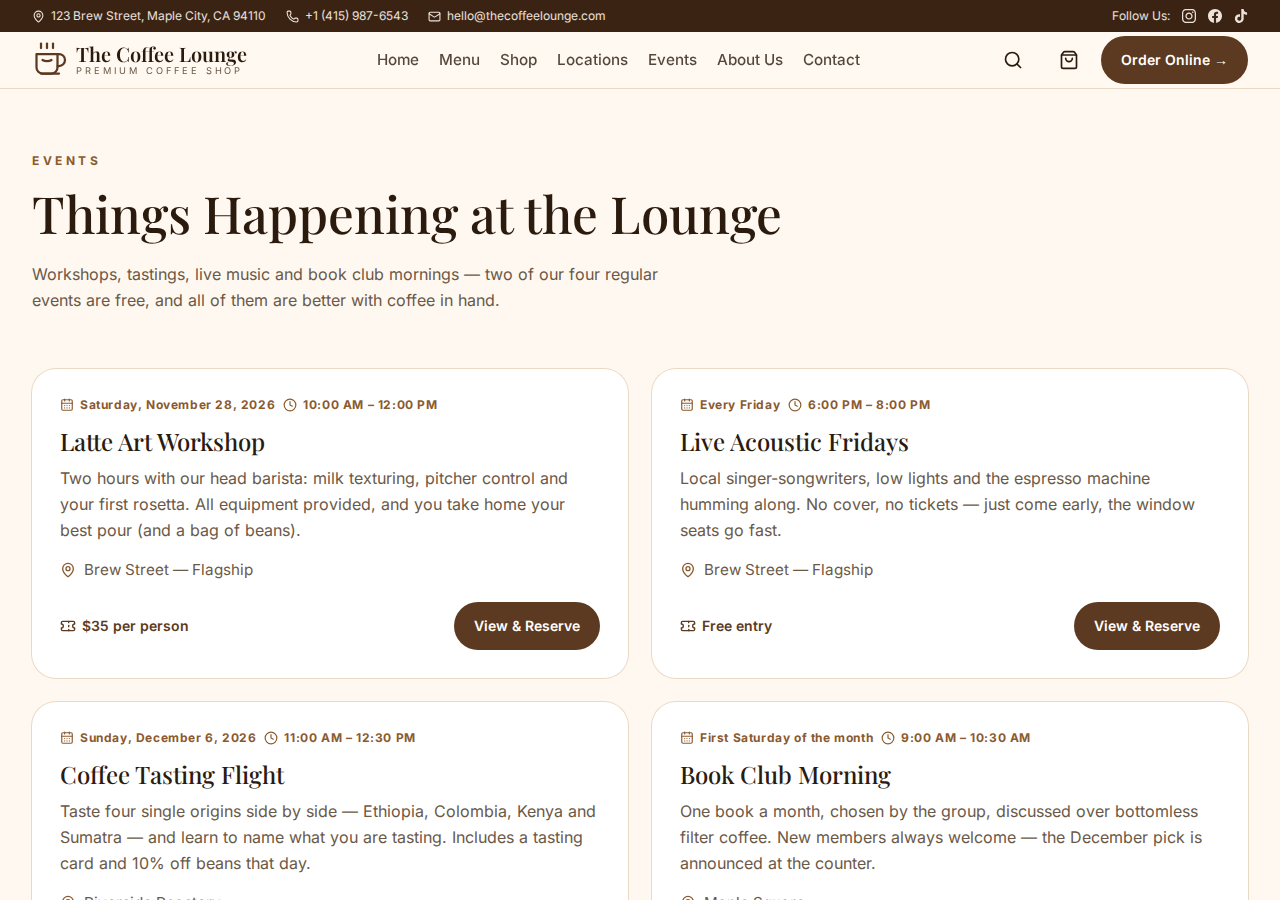 123 Brew Street, Maple City, CA 94110
+1 (415) 987-6543
hello@thecoffeelounge.com
Follow Us:
The Coffee Lounge
PREMIUM COFFEE SHOP
Home
Menu
Shop
Locations
Events
About Us
Contact
Order Online →
EVENTS
Things Happening at the Lounge
Workshops, tastings, live music and book club mornings — two of our four regular
events are free, and all of them are better with coffee in hand.
Saturday, November 28, 2026
10:00 AM – 12:00 PM
Latte Art Workshop
Two hours with our head barista: milk texturing, pitcher control and
your first rosetta. All equipment provided, and you take home your
best pour (and a bag of beans).
Brew Street — Flagship
$35 per person
View & Reserve
Every Friday
6:00 PM – 8:00 PM
Live Acoustic Fridays
Local singer-songwriters, low lights and the espresso machine
humming along. No cover, no tickets — just come early, the window
seats go fast.
Brew Street — Flagship
Free entry
View & Reserve
Sunday, December 6, 2026
11:00 AM – 12:30 PM
Coffee Tasting Flight
Taste four single origins side by side — Ethiopia, Colombia, Kenya and
Sumatra — and learn to name what you are tasting. Includes a tasting
card and 10% off beans that day.
First Saturday of the month
9:00 AM – 10:30 AM
Book Club Morning
One book a month, chosen by the group, discussed over bottomless
filter coffee. New members always welcome — the December pick is
announced at the counter.